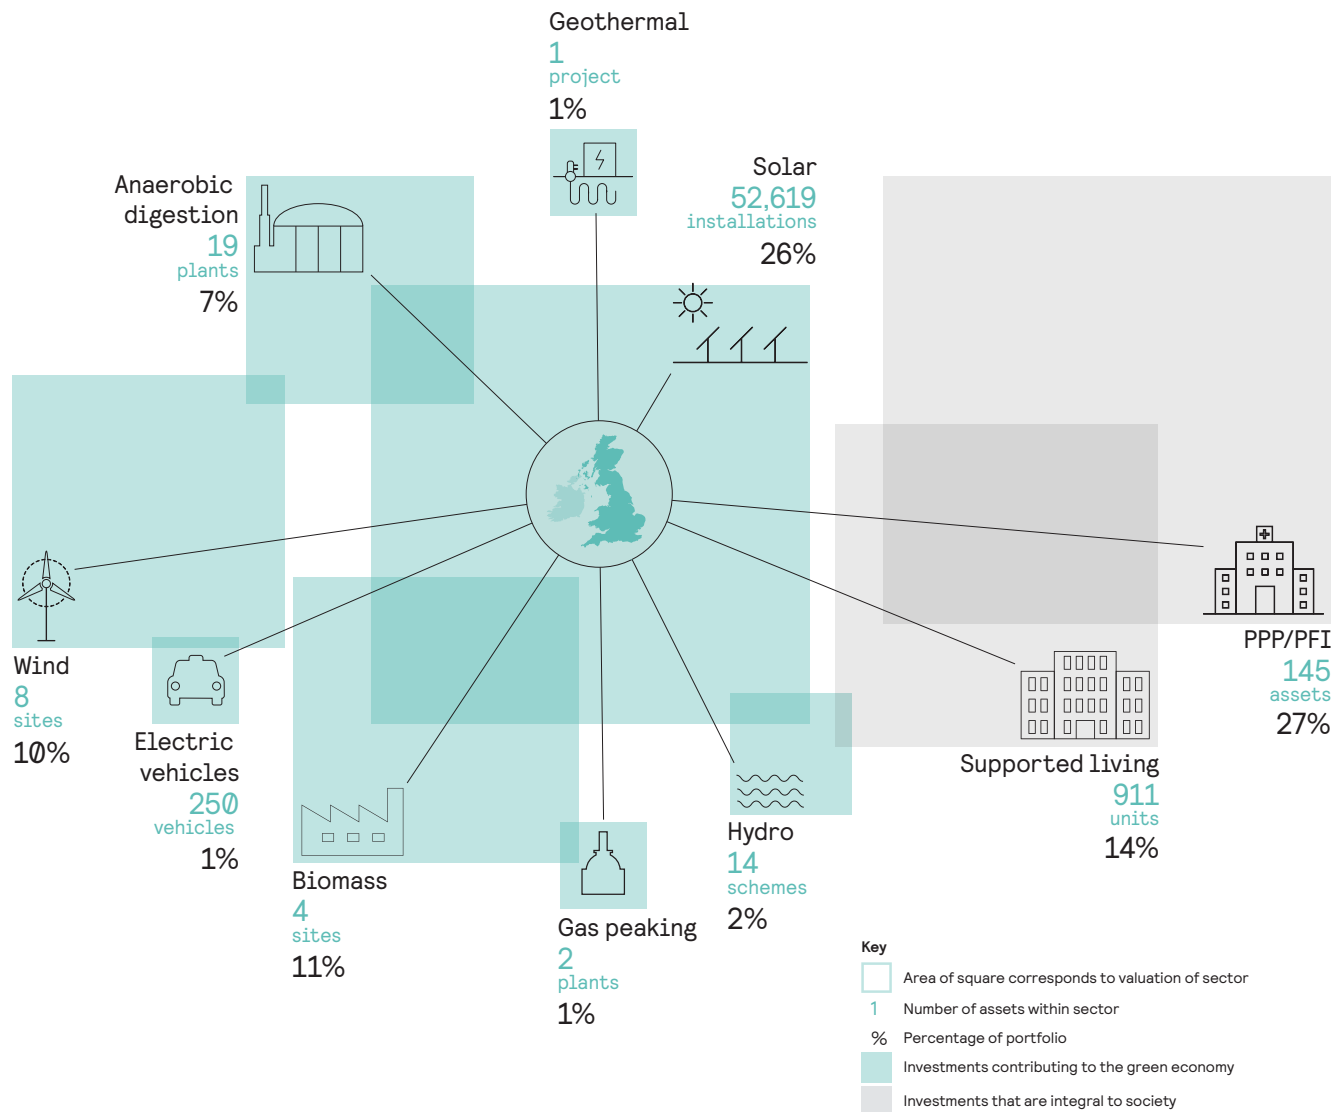 Geothermal
1
project
1%
Solar
52,619
installations
26%
Anaerobic
digestion
19
plants
7%
Wind
8
sites
10%
Electric
vehicles
250
vehicles
1%
Biomass
4
sites
11%
Gas peaking
2
plants
1%
Hydro
14
schemes
2%
Supported living
911
units
14%
PPP/PFI
145
assets
27%
Key
Area of square corresponds to valuation of sector
1 Number of assets within sector
% Percentage of portfolio
Investments contributing to the green economy
Investments that are integral to society